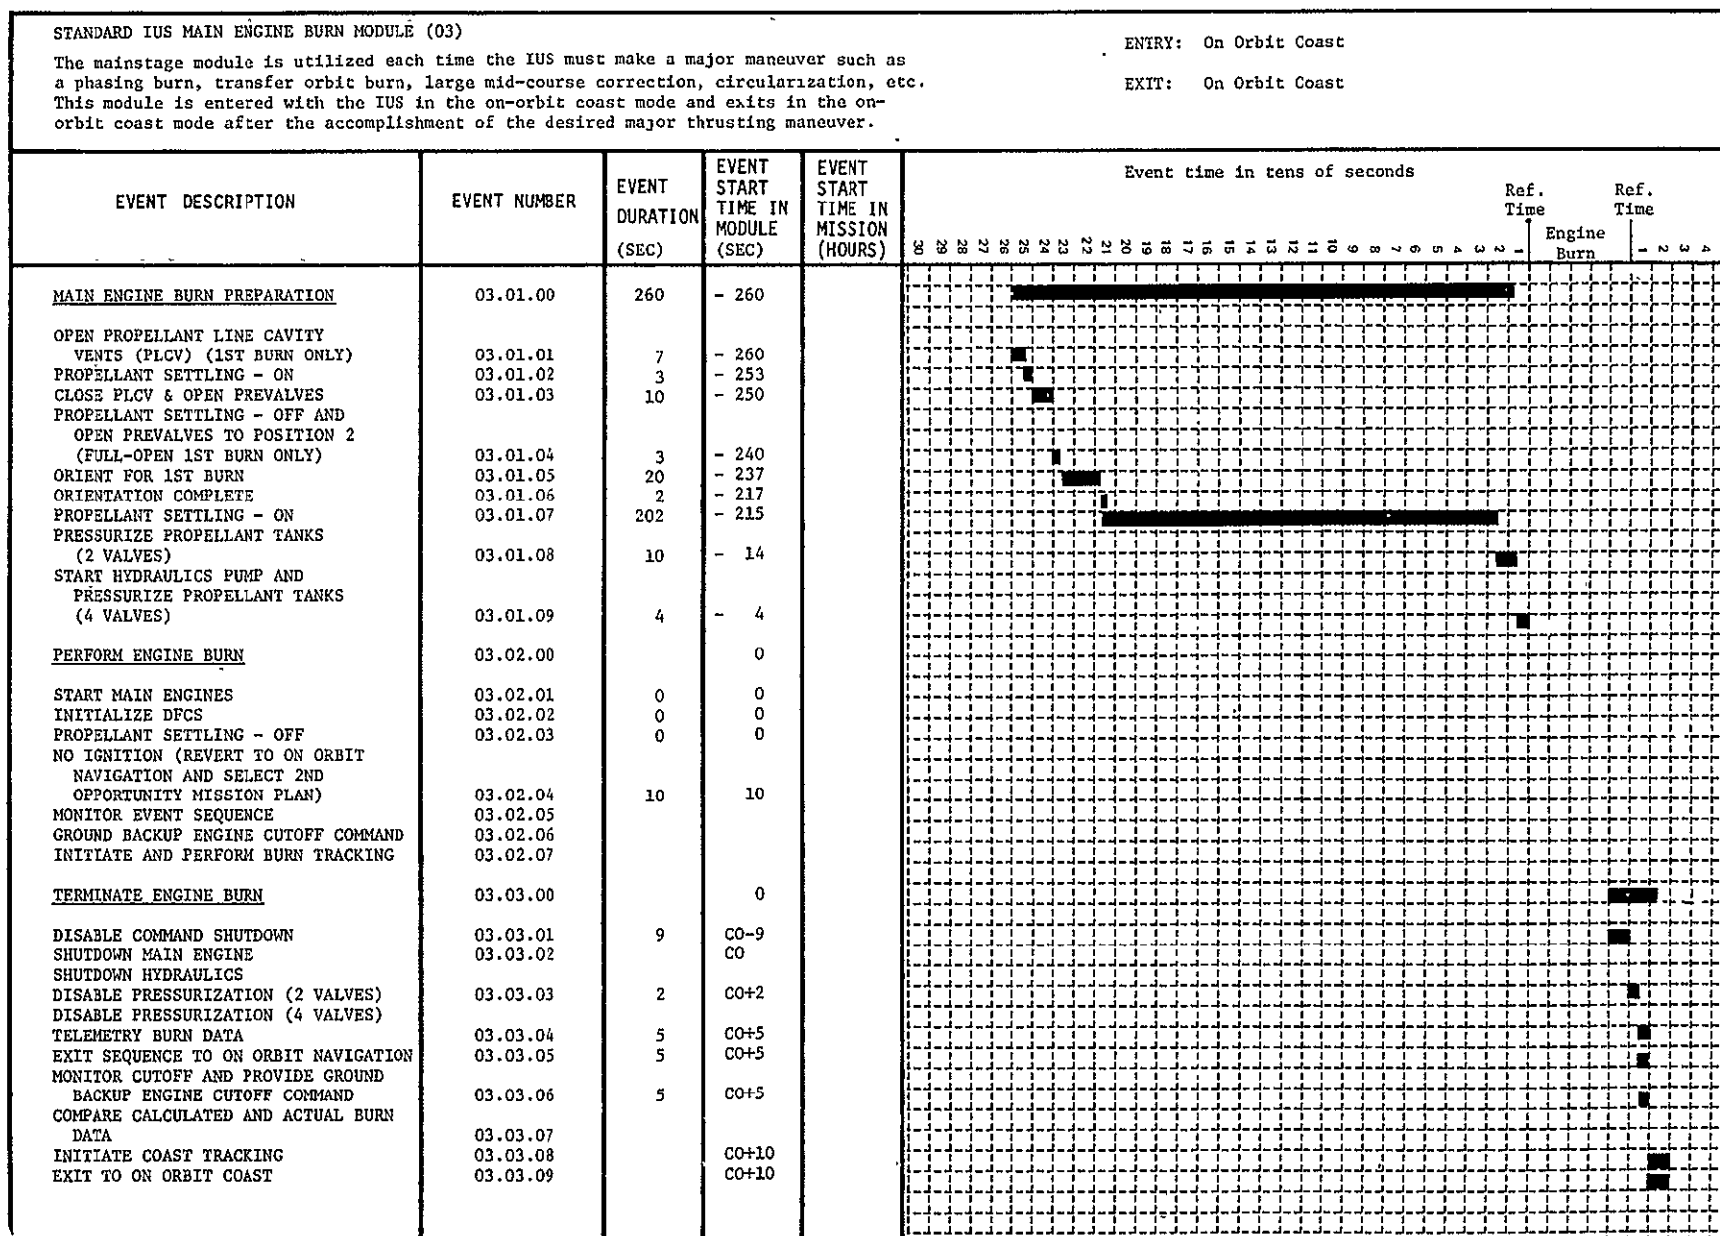 STANDARD IUS MAIN ENGINE BURN MODULE (03)
The mainstage module is utilized each time the IUS must make a major maneuver such as
a phasing burn, transfer orbit burn, large mid-course correction, circularization, etc.
This module is entered with the IUS in the on-orbit coast mode and exits in the on-
orbit coast mode after the accomplishment of the desired major thrusting maneuver.
ENTRY: On Orbit Coast
EXIT: On Orbit Coast
EVENT DESCRIPTION
EVENT NUMBER
EVENT
DURATION
(SEC)
EVENT
START
TIME IN
MODULE
(SEC)
EVENT
START
TIME IN
MISSION
(HOURS)
Event time in tens of seconds
Ref.
Time
Ref.
Time
Engine
Burn
30 29 28 27 26 25 24 23 22 21 20 19 18 17 16 15 14 13 12 11 10 9 8 7 6 5 4 3 2 1
1 2 3 4
MAIN ENGINE BURN PREPARATION 03.01.00 260 - 260
OPEN PROPELLANT LINE CAVITY
VENTS (PLCV) (1ST BURN ONLY) 03.01.01 7 - 260
PROPELLANT SETTLING - ON 03.01.02 3 - 253
CLOSE PLCV & OPEN PREVALVES 03.01.03 10 - 250
PROPELLANT SETTLING - OFF AND
OPEN PREVALVES TO POSITION 2
(FULL-OPEN 1ST BURN ONLY) 03.01.04 3 - 240
ORIENT FOR 1ST BURN 03.01.05 20 - 237
ORIENTATION COMPLETE 03.01.06 2 - 217
PROPELLANT SETTLING - ON 03.01.07 202 - 215
PRESSURIZE PROPELLANT TANKS
(2 VALVES) 03.01.08 10 - 14
START HYDRAULICS PUMP AND
PRESSURIZE PROPELLANT TANKS
(4 VALVES) 03.01.09 4 - 4
PERFORM ENGINE BURN 03.02.00 0
START MAIN ENGINES 03.02.01 0 0
INITIALIZE DFCS 03.02.02 0 0
PROPELLANT SETTLING - OFF 03.02.03 0 0
NO IGNITION (REVERT TO ON ORBIT
NAVIGATION AND SELECT 2ND
OPPORTUNITY MISSION PLAN) 03.02.04 10 10
MONITOR EVENT SEQUENCE 03.02.05
GROUND BACKUP ENGINE CUTOFF COMMAND 03.02.06
INITIATE AND PERFORM BURN TRACKING 03.02.07
TERMINATE ENGINE BURN 03.03.00 0
DISABLE COMMAND SHUTDOWN 03.03.01 9 CO-9
SHUTDOWN MAIN ENGINE 03.03.02 CO
SHUTDOWN HYDRAULICS
DISABLE PRESSURIZATION (2 VALVES) 03.03.03 2 CO+2
DISABLE PRESSURIZATION (4 VALVES)
TELEMETRY BURN DATA 03.03.04 5 CO+5
EXIT SEQUENCE TO ON ORBIT NAVIGATION 03.03.05 5 CO+5
MONITOR CUTOFF AND PROVIDE GROUND
BACKUP ENGINE CUTOFF COMMAND 03.03.06 5 CO+5
COMPARE CALCULATED AND ACTUAL BURN
DATA 03.03.07
INITIATE COAST TRACKING 03.03.08 CO+10
EXIT TO ON ORBIT COAST 03.03.09 CO+10